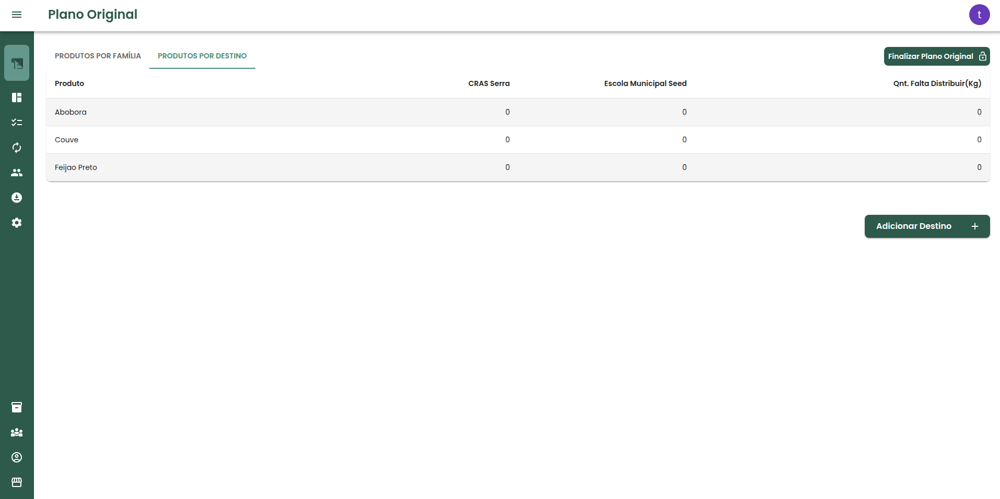 Plano Original
t
PRODUTOS POR FAMÍLIA PRODUTOS POR DESTINO
Finalizar Plano Original
Produto CRAS Serra Escola Municipal Seed Qnt. Falta Distribuir(Kg)
Abobora 0 0 0
Couve 0 0 0
Feijao Preto 0 0 0
Adicionar Destino +